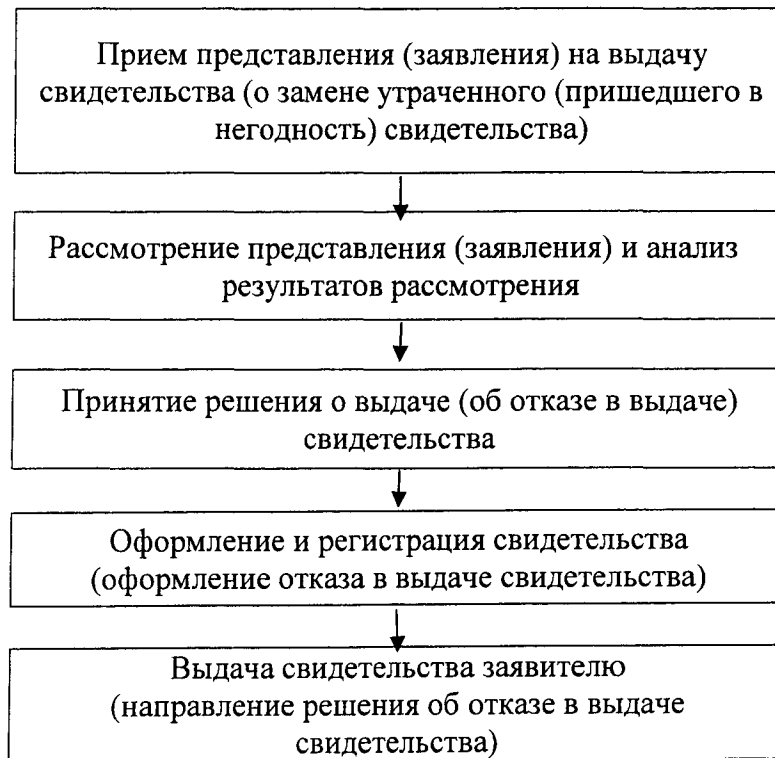 Прием представления (заявления) на выдачу
свидетельства (о замене утраченного (пришедшего в
негодность) свидетельства)
Рассмотрение представления (заявления) и анализ
результатов рассмотрения
Принятие решения о выдаче (об отказе в выдаче)
свидетельства
Оформление и регистрация свидетельства
(оформление отказа в выдаче свидетельства)
Выдача свидетельства заявителю
(направление решения об отказе в выдаче
свидетельства)